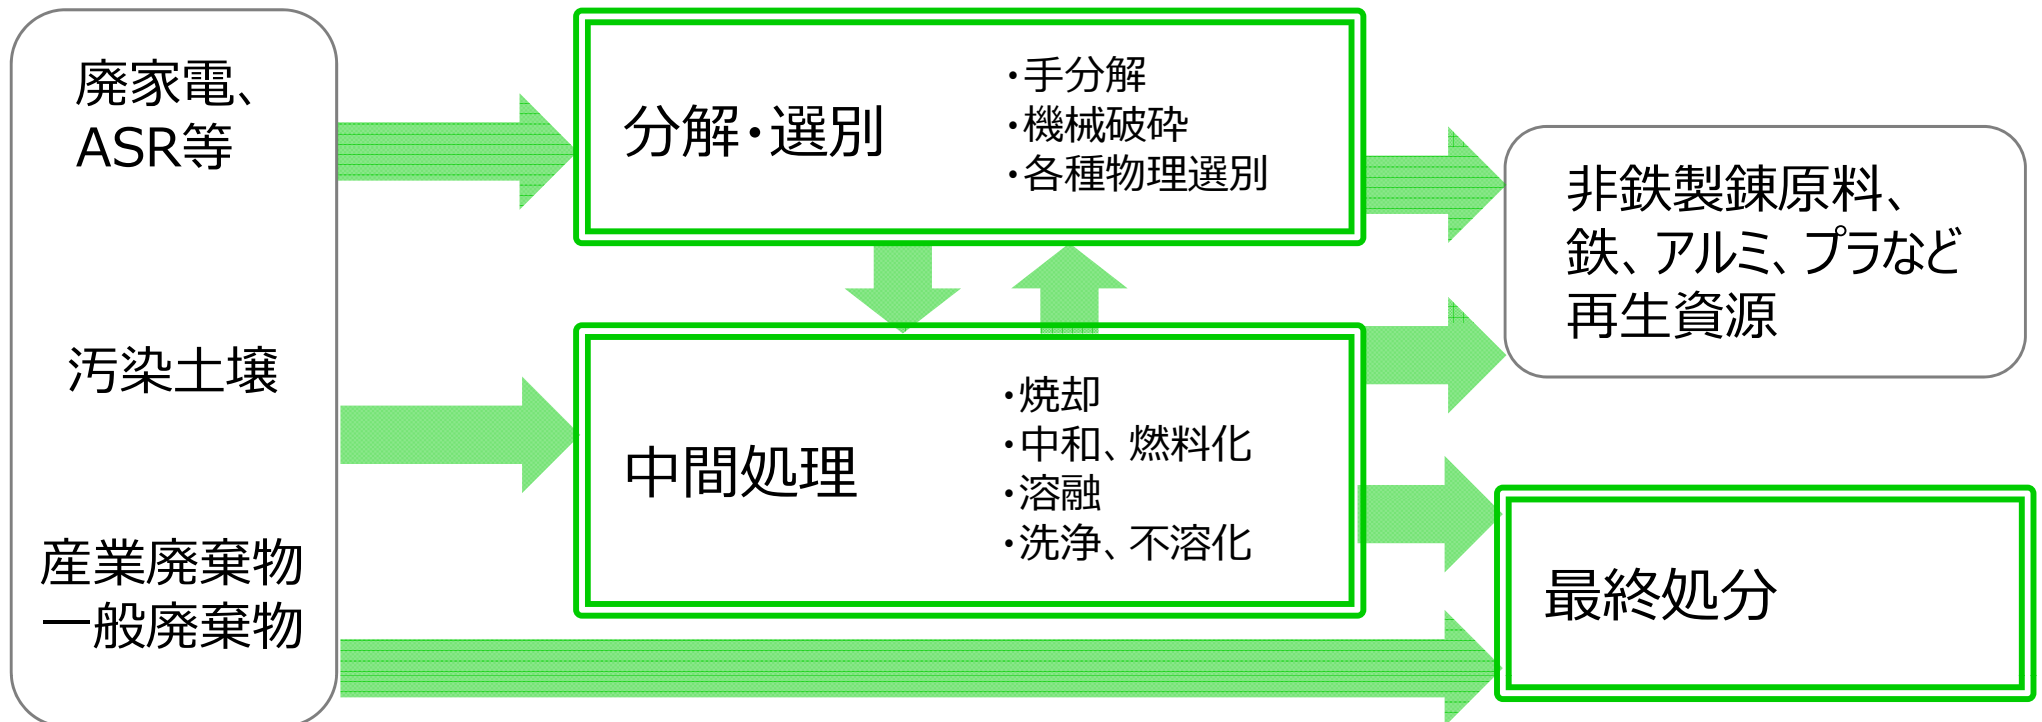 廃家電、
ASR等
汚染土壌
産業廃棄物
一般廃棄物
分解・選別
・手分解
・機械破砕
・各種物理選別
中間処理
・焼却
・中和、燃料化
・溶融
・洗浄、不溶化
非鉄製錬原料、
鉄、アルミ、プラなど
再生資源
最終処分